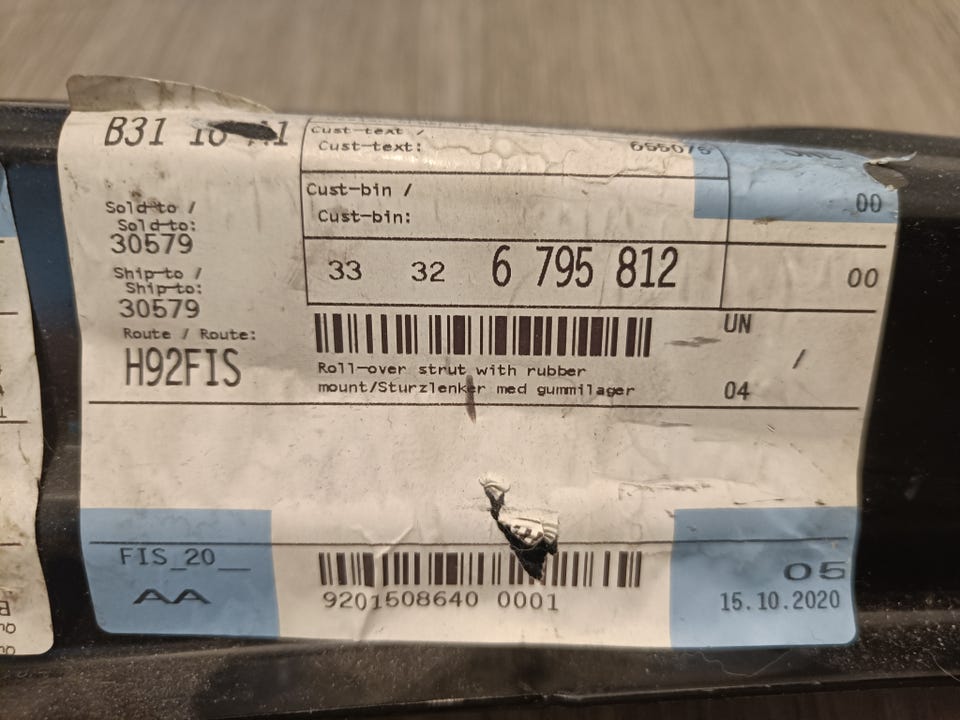 B31
Cust-text /
Cust-text:
Cust-bin /
Cust-bin:
00
Sold-to /
Sold to:
30579
Ship-to /
Ship-to:
30579
33 32 6 795 812
00
Route / Route:
H92FIS
UN
/
04
Roll-over strut with rubber
mount/Sturzlenker med gummilager
FIS_20__
AA
9201508640 0001
05
15.10.2020